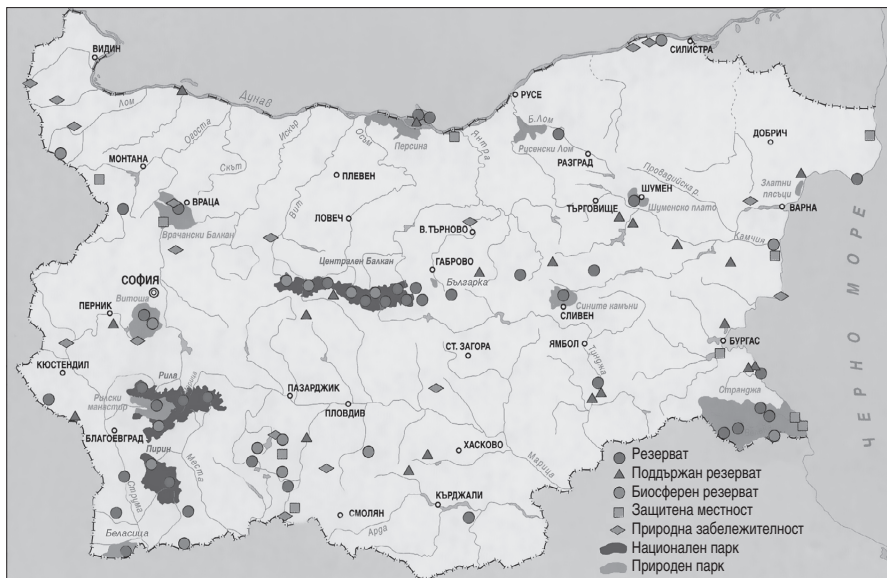 ВИДИН
СИЛИСТРА
Дунав
РУСЕ
Лом
Огоста
Искър
Осъм
Янтра
Б.Лом
ДОБРИЧ
Персина
Русенски Лом
РАЗГРАД
МОНТАНА
Скът
ПЛЕВЕН
Провадийска р.
Златни
пясъци
Вит
ШУМЕН
ВРАЦА
ТЪРГОВИЩЕ
Шуменско плато
ВАРНА
ЛОВЕЧ
Врачански Балкан
В.ТЪРНОВО
Камчия
Централен Балкан
ГАБРОВО
СОФИЯ
Българка
Витоша
Сините камъни
ПЕРНИК
СЛИВЕН
ЧЕРНО МОРЕ
БУРГАС
СТ. ЗАГОРА
ЯМБОЛ
Тунджа
КЮСТЕНДИЛ
Рила
ПАЗАРДЖИК
Рилски
манастир
Странджа
ПЛОВДИВ
БЛАГОЕВГРАД
Пирин
ХАСКОВО
Места
Марица
Струма
КЪРДЖАЛИ
СМОЛЯН
Арда
Беласица
Резерват
Поддържан резерват
Биосферен резерват
Защитена местност
Природна забележителност
Национален парк
Природен парк